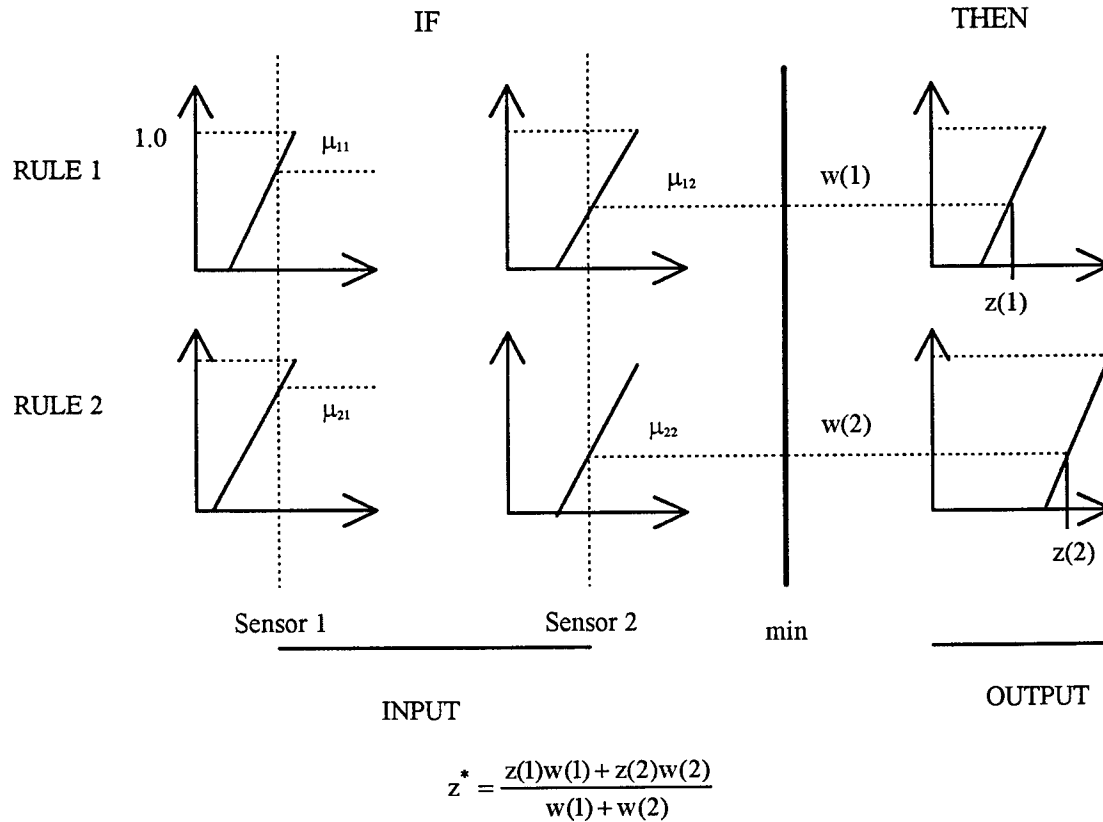 IF
THEN
1.0
μ₁₁
RULE 1
μ₁₂
w(1)
z(1)
RULE 2
μ₂₁
μ₂₂
w(2)
z(2)
Sensor 1
Sensor 2
min
INPUT
OUTPUT
z* = z(1)w(1) + z(2)w(2)
w(1) + w(2)